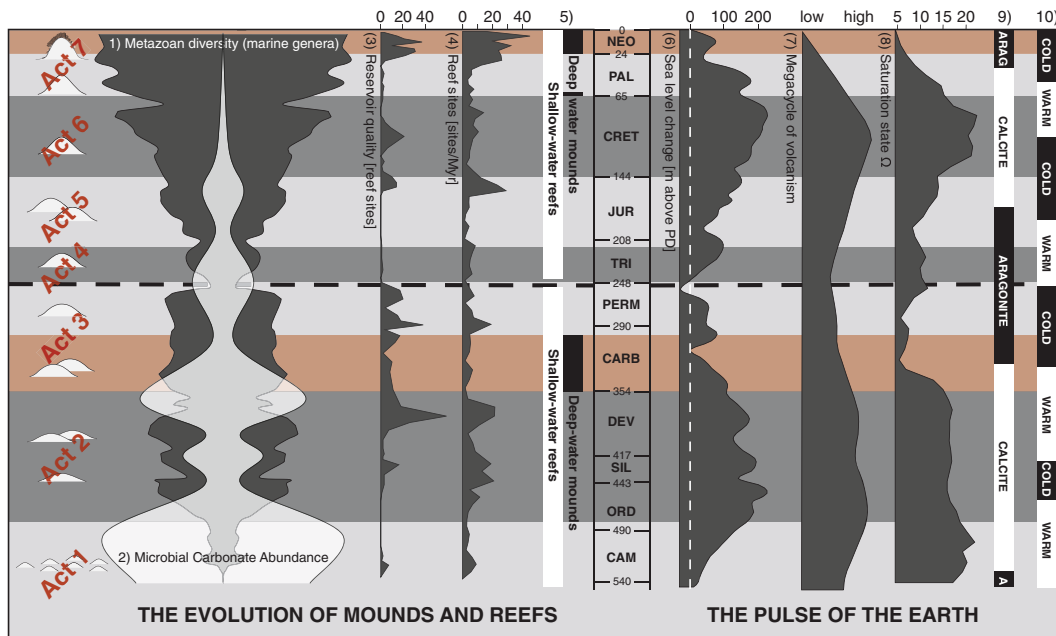 0 20 40
0 20 40
5)
0 100 200
low high
5 10 15 20
9)
10)
1) Metazoan diversity (marine genera)
2) Microbial Carbonate Abundance
(3) Reservoir quality [reef sites]
(4) Reef sites [sites/Myr]
Shallow-water reefs
Deep water mounds
Shallow-water reefs
Deep-water mounds
Act 7
Act 6
Act 5
Act 4
Act 3
Act 2
Act 1
0
NEO
24
PAL
65
CRET
144
JUR
208
TRI
248
PERM
290
CARB
354
DEV
417
SIL
443
ORD
490
CAM
540
(6) Sea level change [m above PD]
(7) Megacycle of volcanism
(8) Saturation state Ω
ARAG
CALCITE
ARAGONITE
CALCITE
A
COLD
WARM
COLD
WARM
COLD
WARM
COLD
WARM
THE EVOLUTION OF MOUNDS AND REEFS
THE PULSE OF THE EARTH